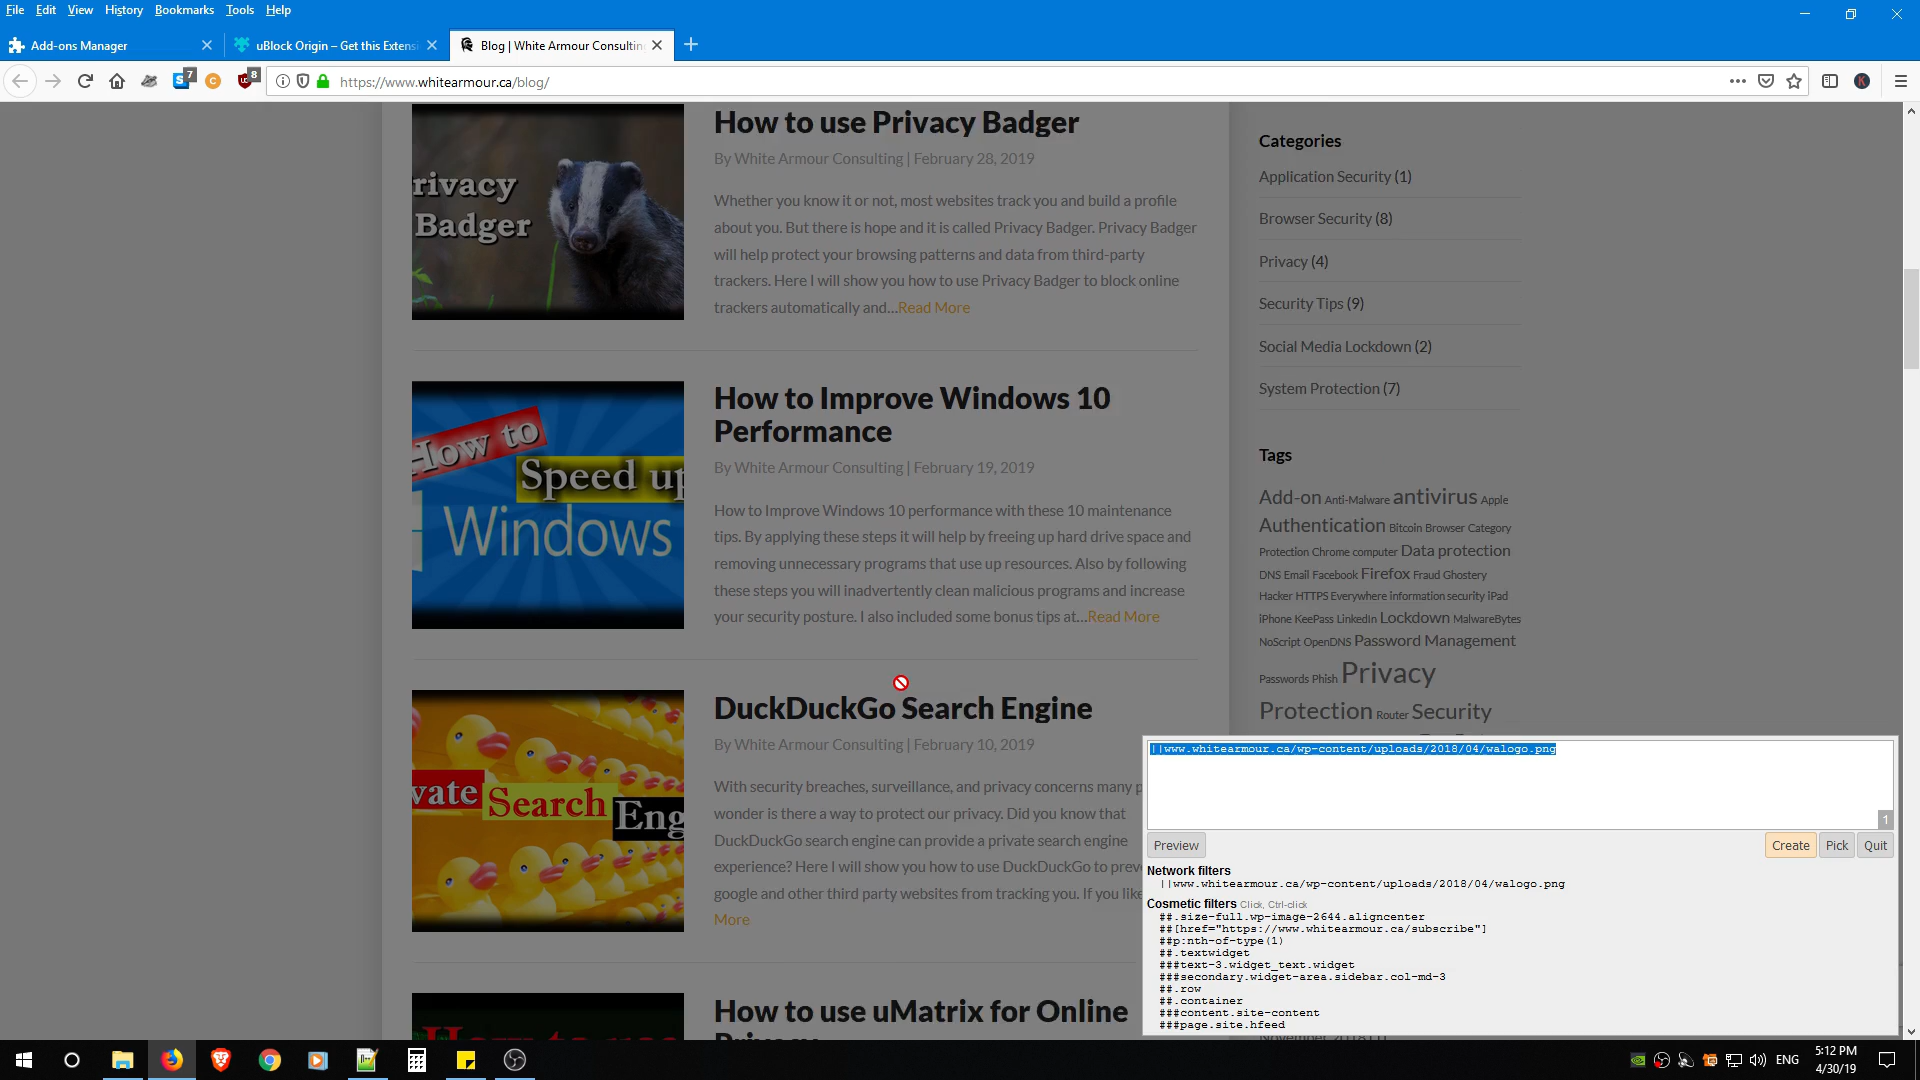 File Edit View History Bookmarks Tools Help
Add-ons Manager
uBlock Origin – Get this Extensi
Blog | White Armour Consultin
7
8
https://www.whitearmour.ca/blog/
rivacy
Badger
How to use Privacy Badger
By White Armour Consulting | February 28, 2019
Whether you know it or not, most websites track you and build a profile
about you. But there is hope and it is called Privacy Badger. Privacy Badger
will help protect your browsing patterns and data from third-party
trackers. Here I will show you how to use Privacy Badger to block online
trackers automatically and...Read More
How to
Speed up
Windows
How to Improve Windows 10
Performance
By White Armour Consulting | February 19, 2019
How to Improve Windows 10 performance with these 10 maintenance
tips. By applying these steps it will help by freeing up hard drive space and
removing unnecessary programs that use up resources. Also by following
these steps you will inadvertently clean malicious programs and increase
your security posture. I also included some bonus tips at...Read More
vate Search Eng
DuckDuckGo Search Engine
By White Armour Consulting | February 10, 2019
With security breaches, surveillance, and privacy concerns many p
wonder is there a way to protect our privacy. Did you know that
DuckDuckGo search engine can provide a private search engine
experience? Here I will show you how to use DuckDuckGo to preve
google and other third party websites from tracking you. If you like
More
How to use uMatrix for Online
Categories
Application Security (1)
Browser Security (8)
Privacy (4)
Security Tips (9)
Social Media Lockdown (2)
System Protection (7)
Tags
Add-on Anti-Malware antivirus Apple
Authentication Bitcoin Browser Category
Protection Chrome computer Data protection
DNS Email Facebook Firefox Fraud Ghostery
Hacker HTTPS Everywhere information security iPad
iPhone KeePass LinkedIn Lockdown MalwareBytes
NoScript OpenDNS Password Management
Passwords Phish Privacy
Protection Router Security
||www.whitearmour.ca/wp-content/uploads/2018/04/walogo.png
1
Preview Create Pick Quit
Network filters
||www.whitearmour.ca/wp-content/uploads/2018/04/walogo.png
Cosmetic filters Click, Ctrl-click
##.size-full.wp-image-2644.aligncenter
##[href="https://www.whitearmour.ca/subscribe"]
##p:nth-of-type(1)
##.textwidget
###text-3.widget_text.widget
###secondary.widget-area.sidebar.col-md-3
##.row
##.container
###content.site-content
###page.site.hfeed
ENG
5:12 PM
4/30/19